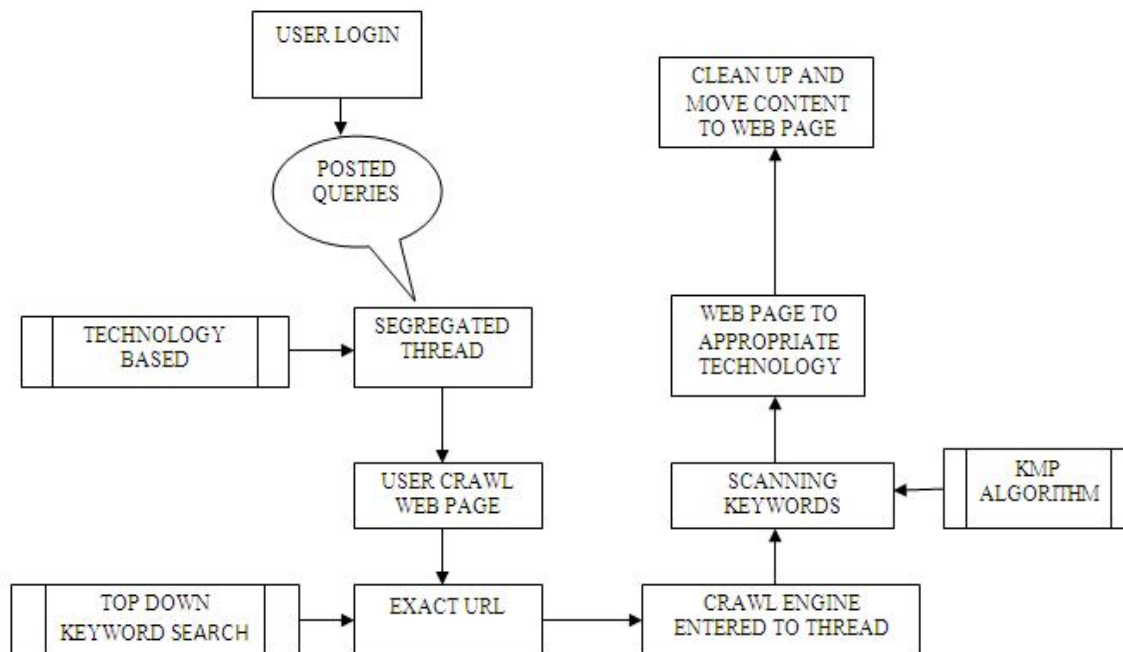 USER LOGIN
POSTED
QUERIES
TECHNOLOGY
BASED
SEGREGATED
THREAD
USER CRAWL
WEB PAGE
TOP DOWN
KEYWORD SEARCH
EXACT URL
CRAWL ENGINE
ENTERED TO THREAD
SCANNING
KEYWORDS
KMP
ALGORITHM
WEB PAGE TO
APPROPRIATE
TECHNOLOGY
CLEAN UP AND
MOVE CONTENT
TO WEB PAGE